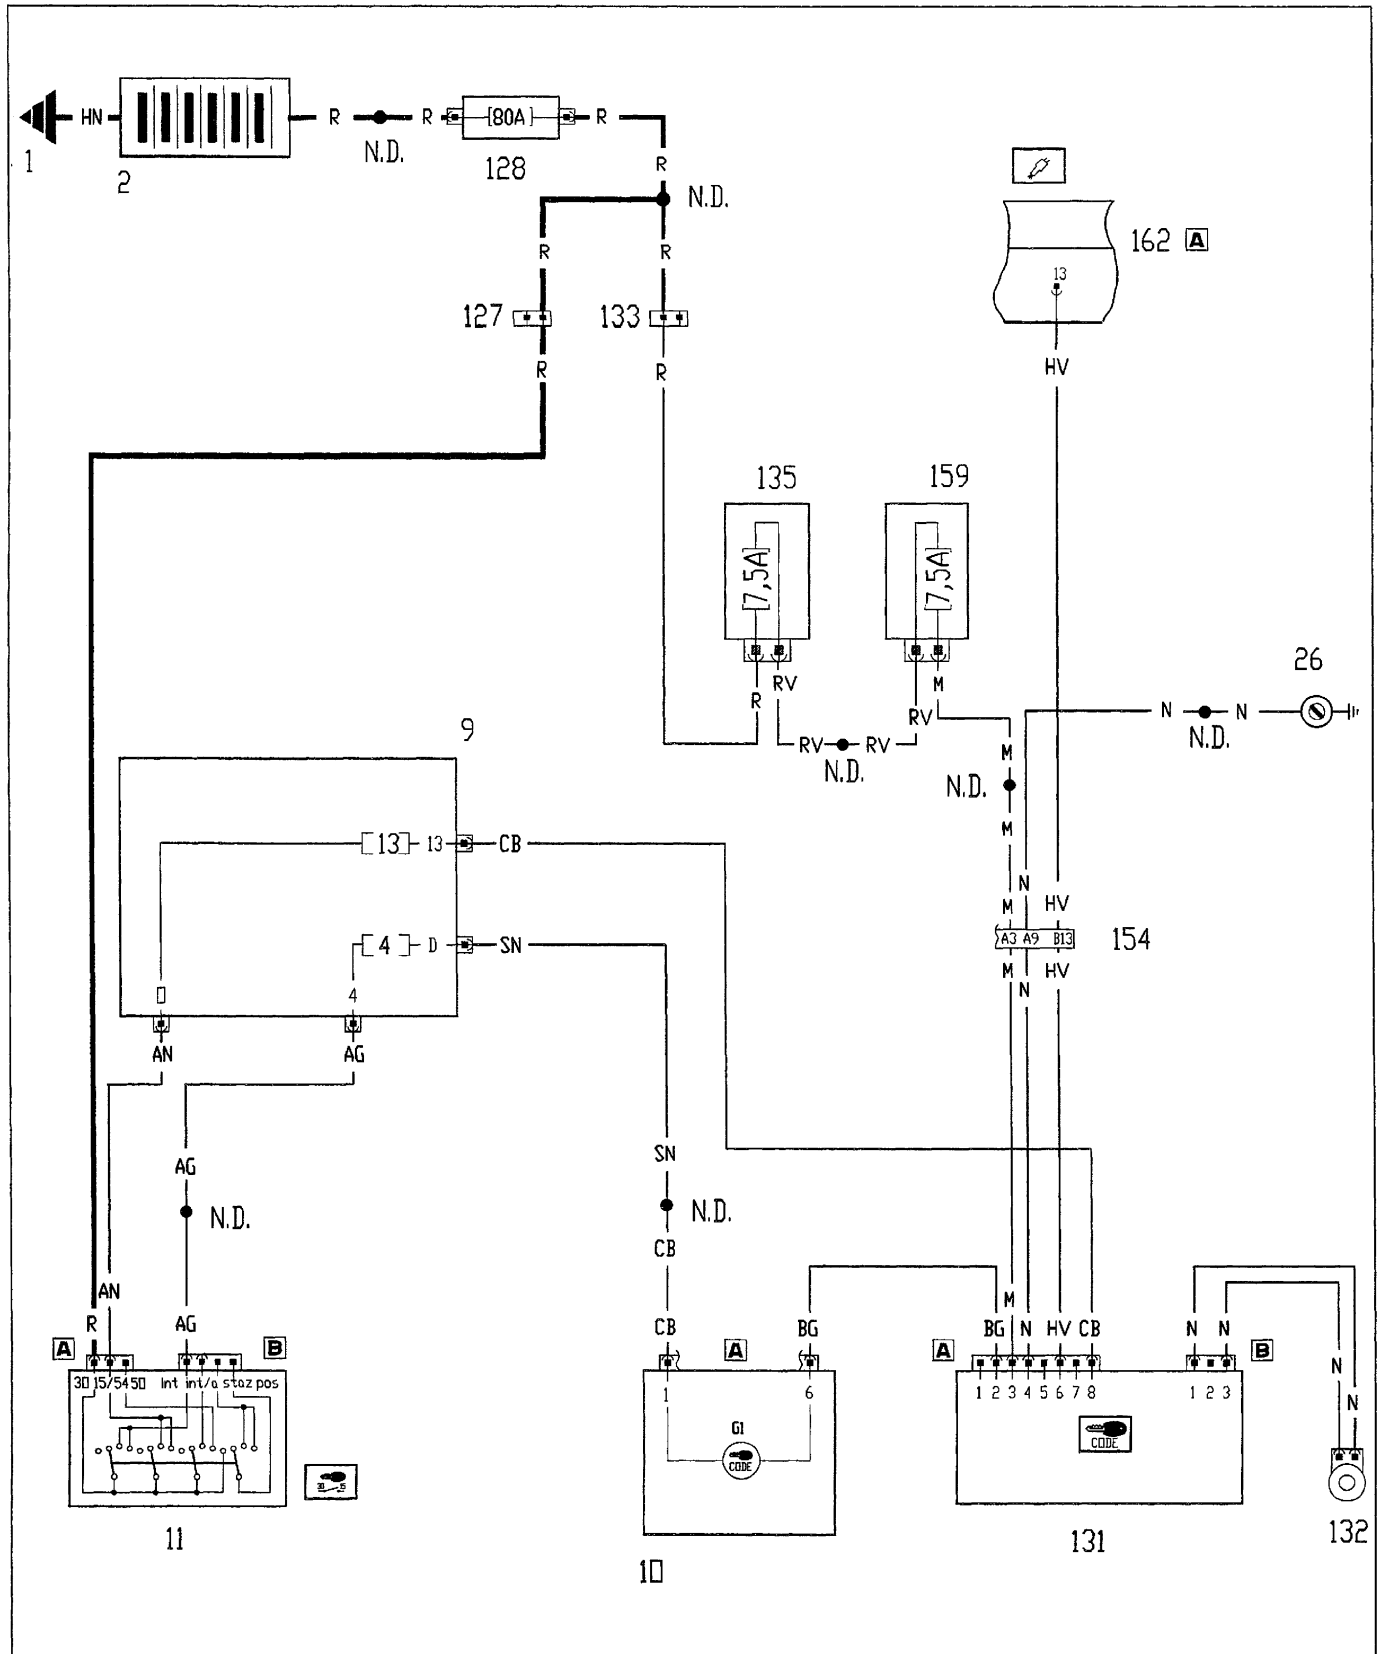 HN
R
R
[80A]
R
1
2
N.D.
128
R
N.D.
162 A
13
R
R
127
133
R
R
HV
135
159
7,5A
7,5A
26
R
RV
M
RV
N
N
N.D.
RV
RV
N.D.
M
N.D.
M
9
13
13
CB
4
D
SN
N
M
HV
A3 A9 B13
154
M
HV
N
0
4
AN
AG
AG
N.D.
SN
N.D.
CB
AN
R
AG
A
B
30 15/54 50
Int int/a staz pos
30
15
11
CB
BG
A
1
6
G1
CODE
10
M
BG
N
HV
CB
N
N
A
B
1 2 3 4 5 6 7 8
1 2 3
CODE
131
N
N
132